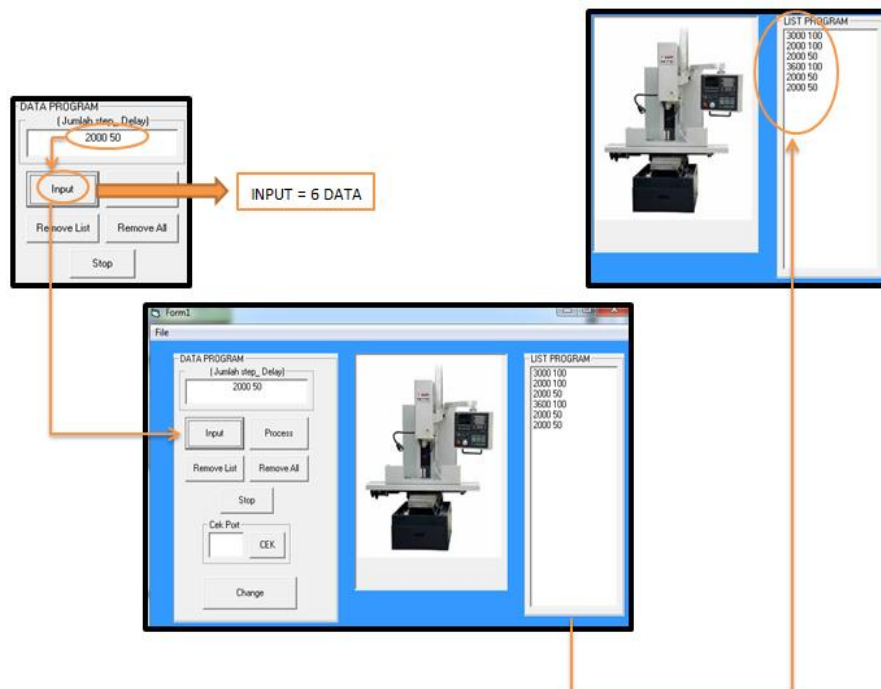 DATA PROGRAM
(Jumlah step_ Delay)
2000 50
Input
Remove List
Remove All
Stop
INPUT = 6 DATA
LIST PROGRAM
3000 100
2000 100
2000 50
3600 100
2000 50
2000 50
Form1
File
DATA PROGRAM
(Jumlah step_ Delay)
2000 50
Input
Process
Remove List
Remove All
Stop
Cek Port
CEK
Change
LIST PROGRAM
3000 100
2000 100
2000 50
3600 100
2000 50
2000 50